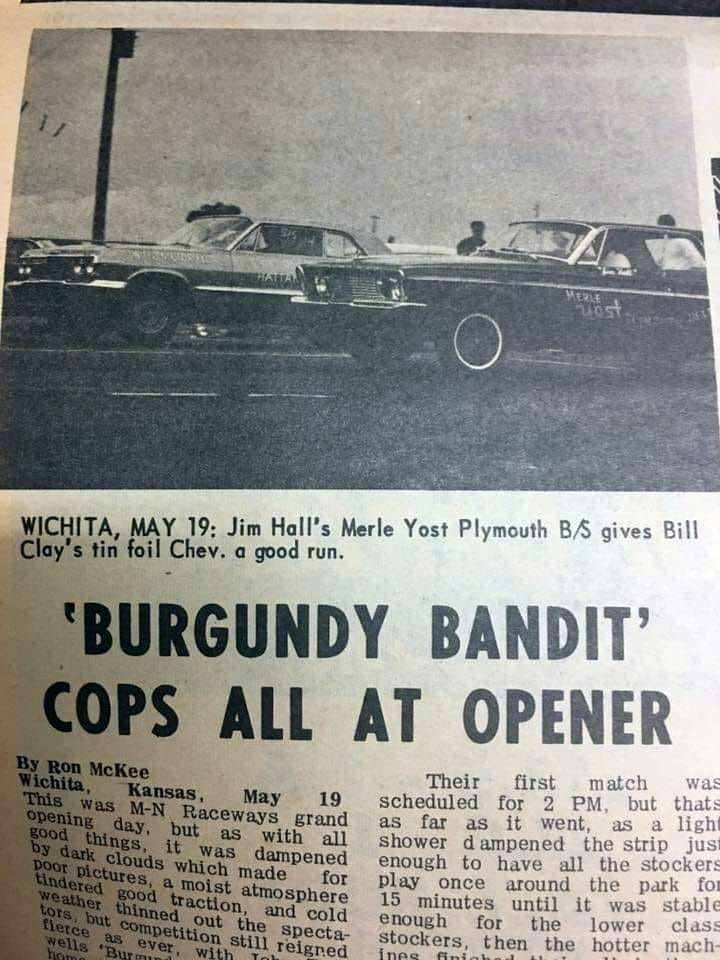 MERLE
YOST
WICHITA, MAY 19: Jim Hall's Merle Yost Plymouth B/S gives Bill
Clay's tin foil Chev. a good run.
'BURGUNDY BANDIT'
COPS ALL AT OPENER
By Ron McKee
Wichita, Kansas, May 19
This was M-N Raceways grand
opening day, but as with all
good things, it was dampened
by dark clouds which made for
poor pictures, a moist atmosphere
tindered good traction, and cold
weather thinned out the specta-
tors, but competition still reigned
fierce as ever, with
wells
Their first match was
scheduled for 2 PM, but thats
as far as it went, as a light
shower dampened the strip just
enough to have all the stockers
play once around the park for
15 minutes until it was stable
enough for the lower class
stockers, then the hotter mach-
ines finished